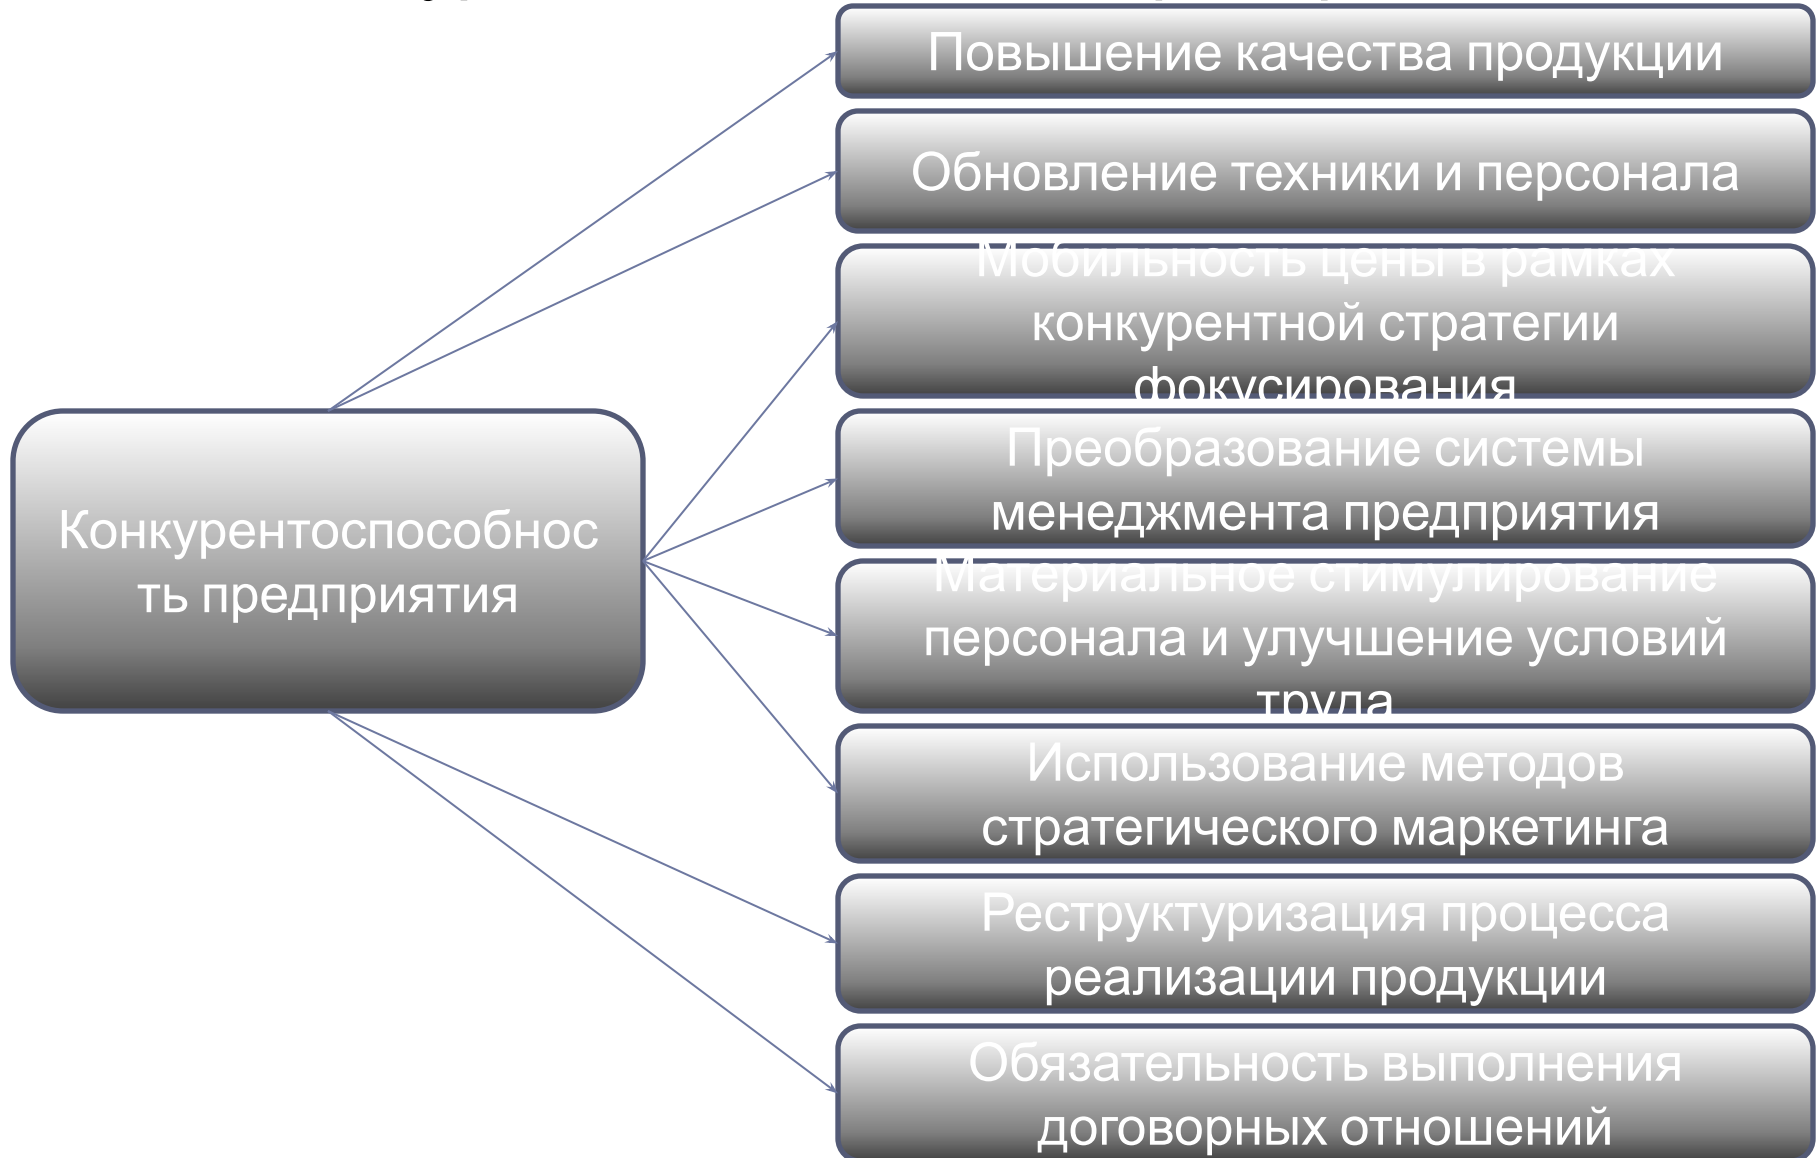 Повышение качества продукции
Обновление техники и персонала
Мобильность цены в рамках
конкурентной стратегии
фокусирования
Преобразование системы
менеджмента предприятия
Конкурентоспособнос
ть предприятия
Материальное стимулирование
персонала и улучшение условий
труда
Использование методов
стратегического маркетинга
Реструктуризация процесса
реализации продукции
Обязательность выполнения
договорных отношений